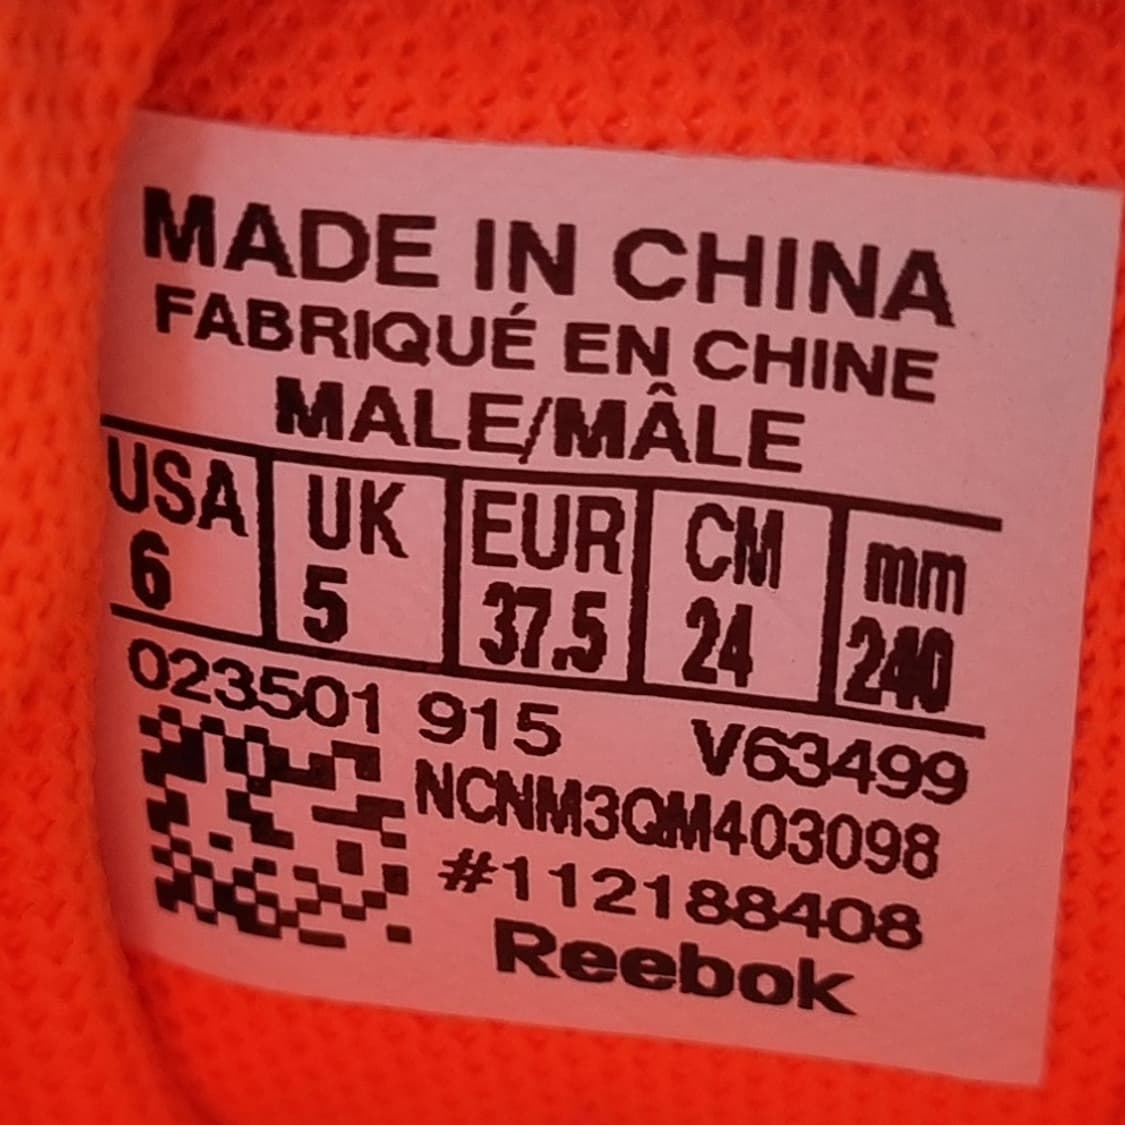 MADE IN CHINA
FABRIQUÉ EN CHINE
MALE/MÂLE
USA UK EUR CM mm
6 5 37.5 24 240
023501 915 V63499
NCNM3QM403098
#112188408
Reebok